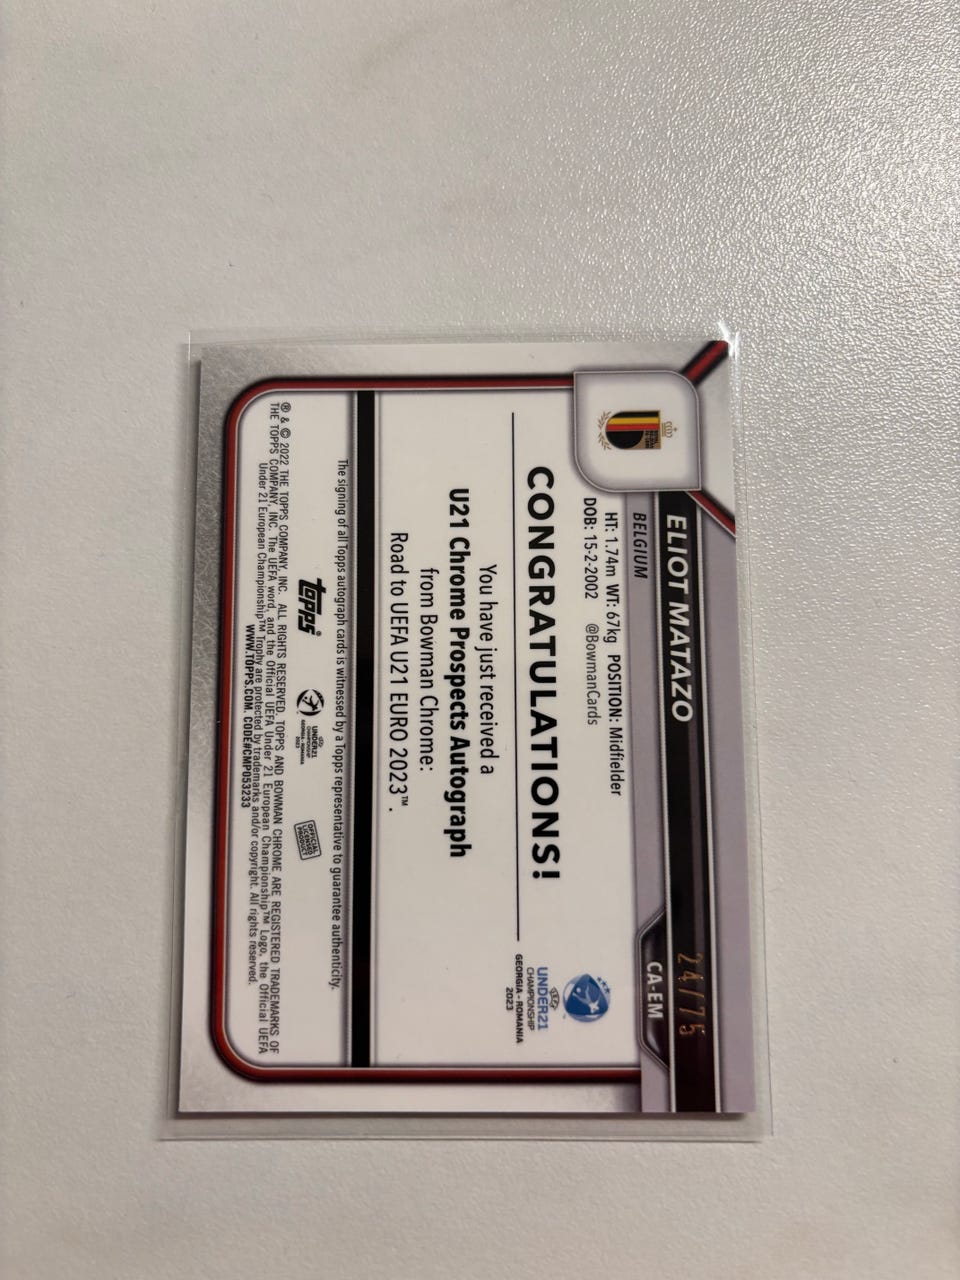 ELIOT MATAZO
24/75
BELGIUM
CA-EM
HT: 1.74m WT: 67kg POSITION: Midfielder
DOB: 15-2-2002 @BowmanCards
CONGRATULATIONS!
UNDER21
CHAMPIONSHIP
GEORGIA - ROMANIA
2023
You have just received a
U21 Chrome Prospects Autograph
from Bowman Chrome:
Road to UEFA U21 EURO 2023™.
The signing of all Topps autograph cards is witnessed by a Topps representative to guarantee authenticity.
topps®
UNDER21
CHAMPIONSHIP
GEORGIA - ROMANIA
2023
OFFICIAL
LICENSED
PRODUCT
® & © 2022 THE TOPPS COMPANY, INC. ALL RIGHTS RESERVED. TOPPS AND BOWMAN CHROME ARE REGISTERED TRADEMARKS OF
THE TOPPS COMPANY, INC. The UEFA word, and the Official UEFA Under 21 European Championship™ Logo, the Official UEFA
Under 21 European Championship™ Trophy are protected by trademarks and/or copyright. All rights reserved.
WWW.TOPPS.COM. CODE#CMP053233